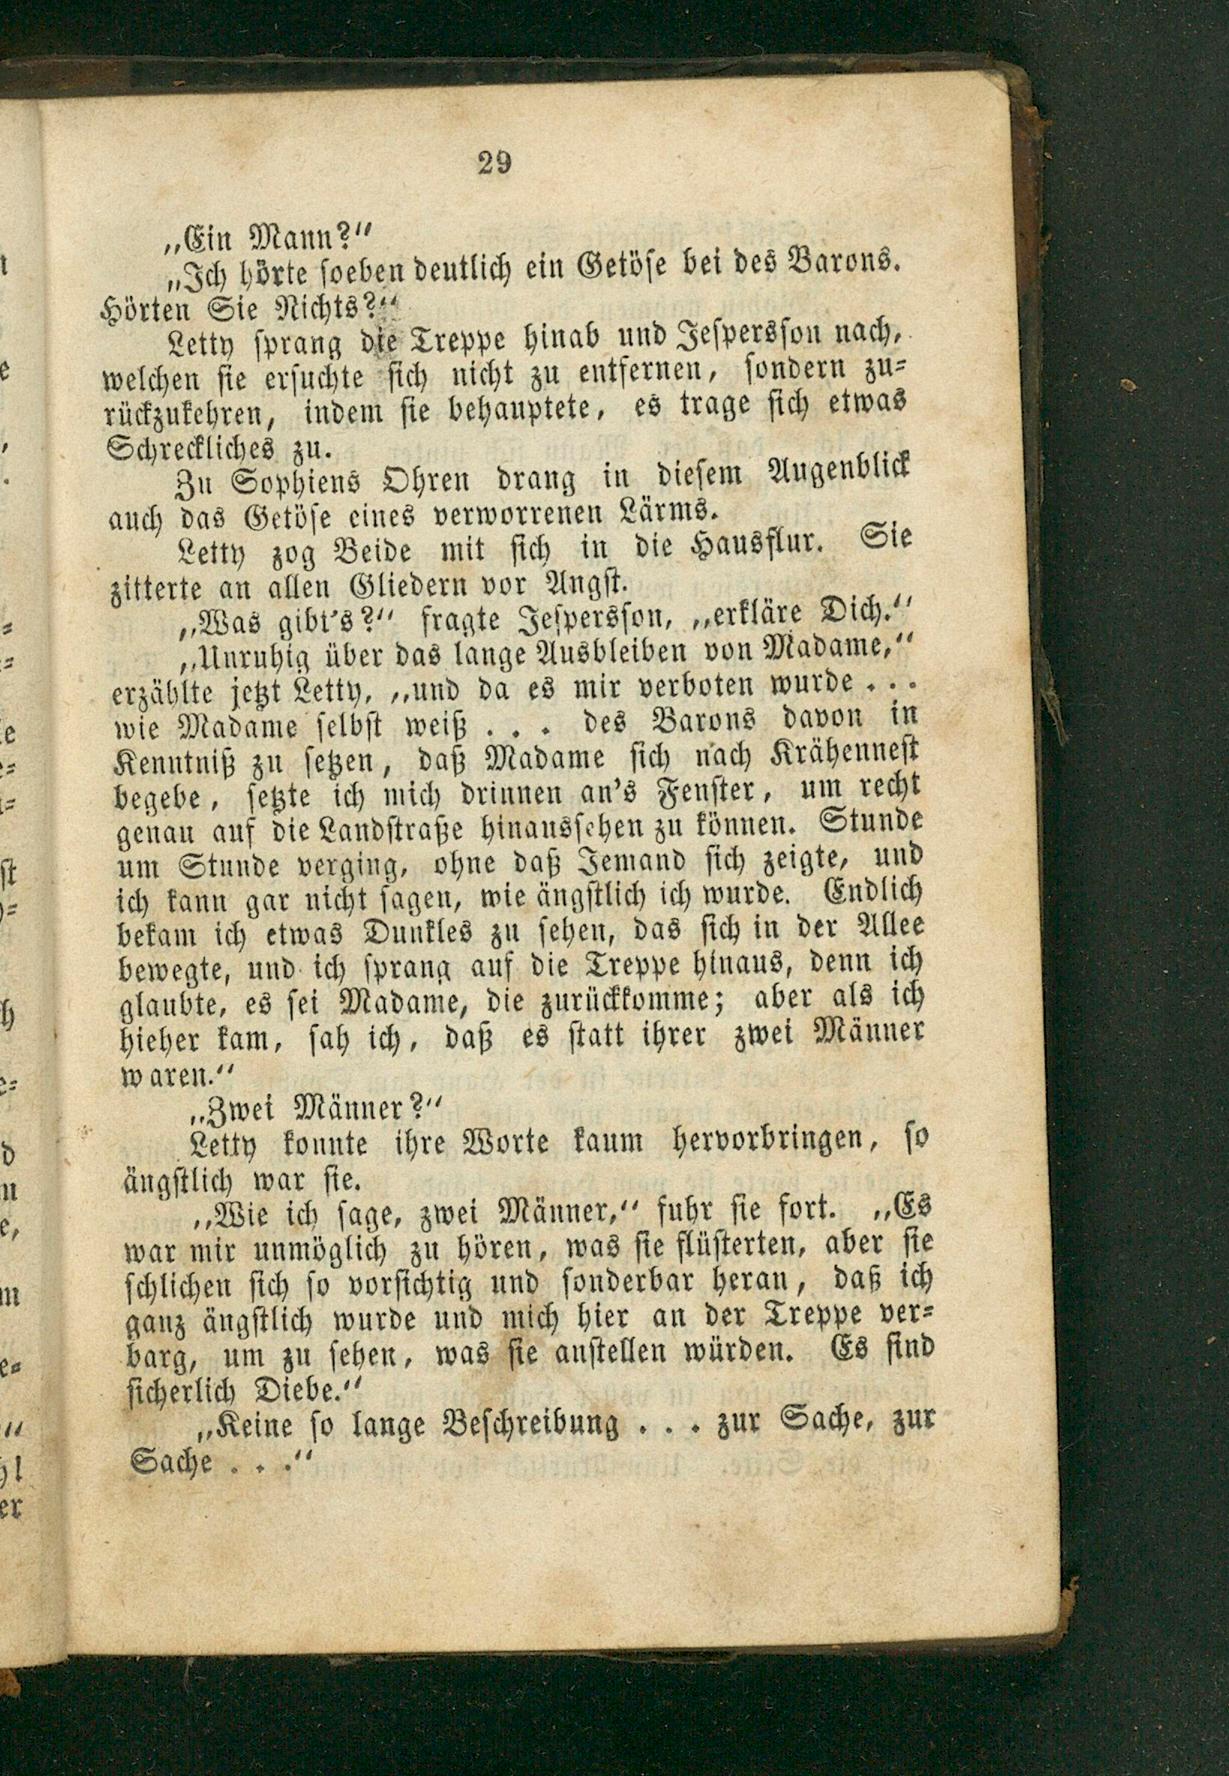 29
„Ein Mann?“
„Ich hörte soeben deutlich ein Getöse bei des Barons.
Hörten Sie Nichts?“
Letty sprang die Treppe hinab und Jespersson nach,
welchen sie ersuchte sich nicht zu entfernen, sondern zu-
rückzukehren, indem sie behauptete, es trage sich etwas
Schreckliches zu.
Zu Sophiens Ohren drang in diesem Augenblick
auch das Getöse eines verworrenen Lärms.
Letty zog Beide mit sich in die Hausflur. Sie
zitterte an allen Gliedern vor Angst.
„Was gibt's?“ fragte Jespersson, „erkläre Dich.“
„Unruhig über das lange Ausbleiben von Madame,“
erzählte jetzt Letty, „und da es mir verboten wurde . . .
wie Madame selbst weiß . . . des Barons davon in
Kenntniß zu setzen, daß Madame sich nach Krähennest
begebe, setzte ich mich drinnen an's Fenster, um recht
genau auf die Landstraße hinaussehen zu können. Stunde
um Stunde verging, ohne daß Jemand sich zeigte, und
ich kann gar nicht sagen, wie ängstlich ich wurde. Endlich
bekam ich etwas Dunkles zu sehen, das sich in der Allee
bewegte, und ich sprang auf die Treppe hinaus, denn ich
glaubte, es sei Madame, die zurückkomme; aber als ich
hieher kam, sah ich, daß es statt ihrer zwei Männer
waren.“
„Zwei Männer?“
Letty konnte ihre Worte kaum hervorbringen, so
ängstlich war sie.
„Wie ich sage, zwei Männer,“ fuhr sie fort. „Es
war mir unmöglich zu hören, was sie flüsterten, aber sie
schlichen sich so vorsichtig und sonderbar heran, daß ich
ganz ängstlich wurde und mich hier an der Treppe ver-
barg, um zu sehen, was sie anstellen würden. Es sind
sicherlich Diebe.“
„Keine so lange Beschreibung . . . zur Sache, zur
Sache . . .“